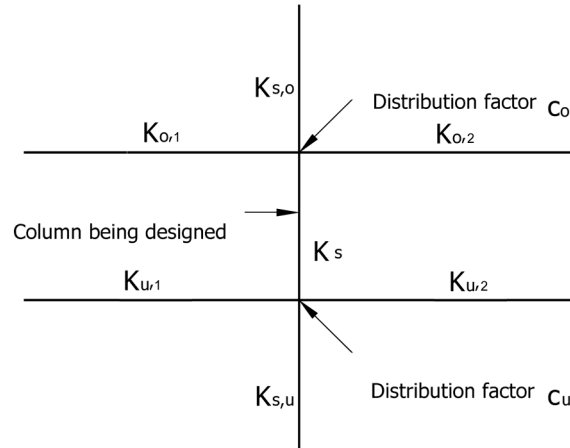 Ks,o
Distribution factor co
Ko,1
Ko,2
Column being designed
Ks
Ku,1
Ku,2
Distribution factor cu
Ks,u